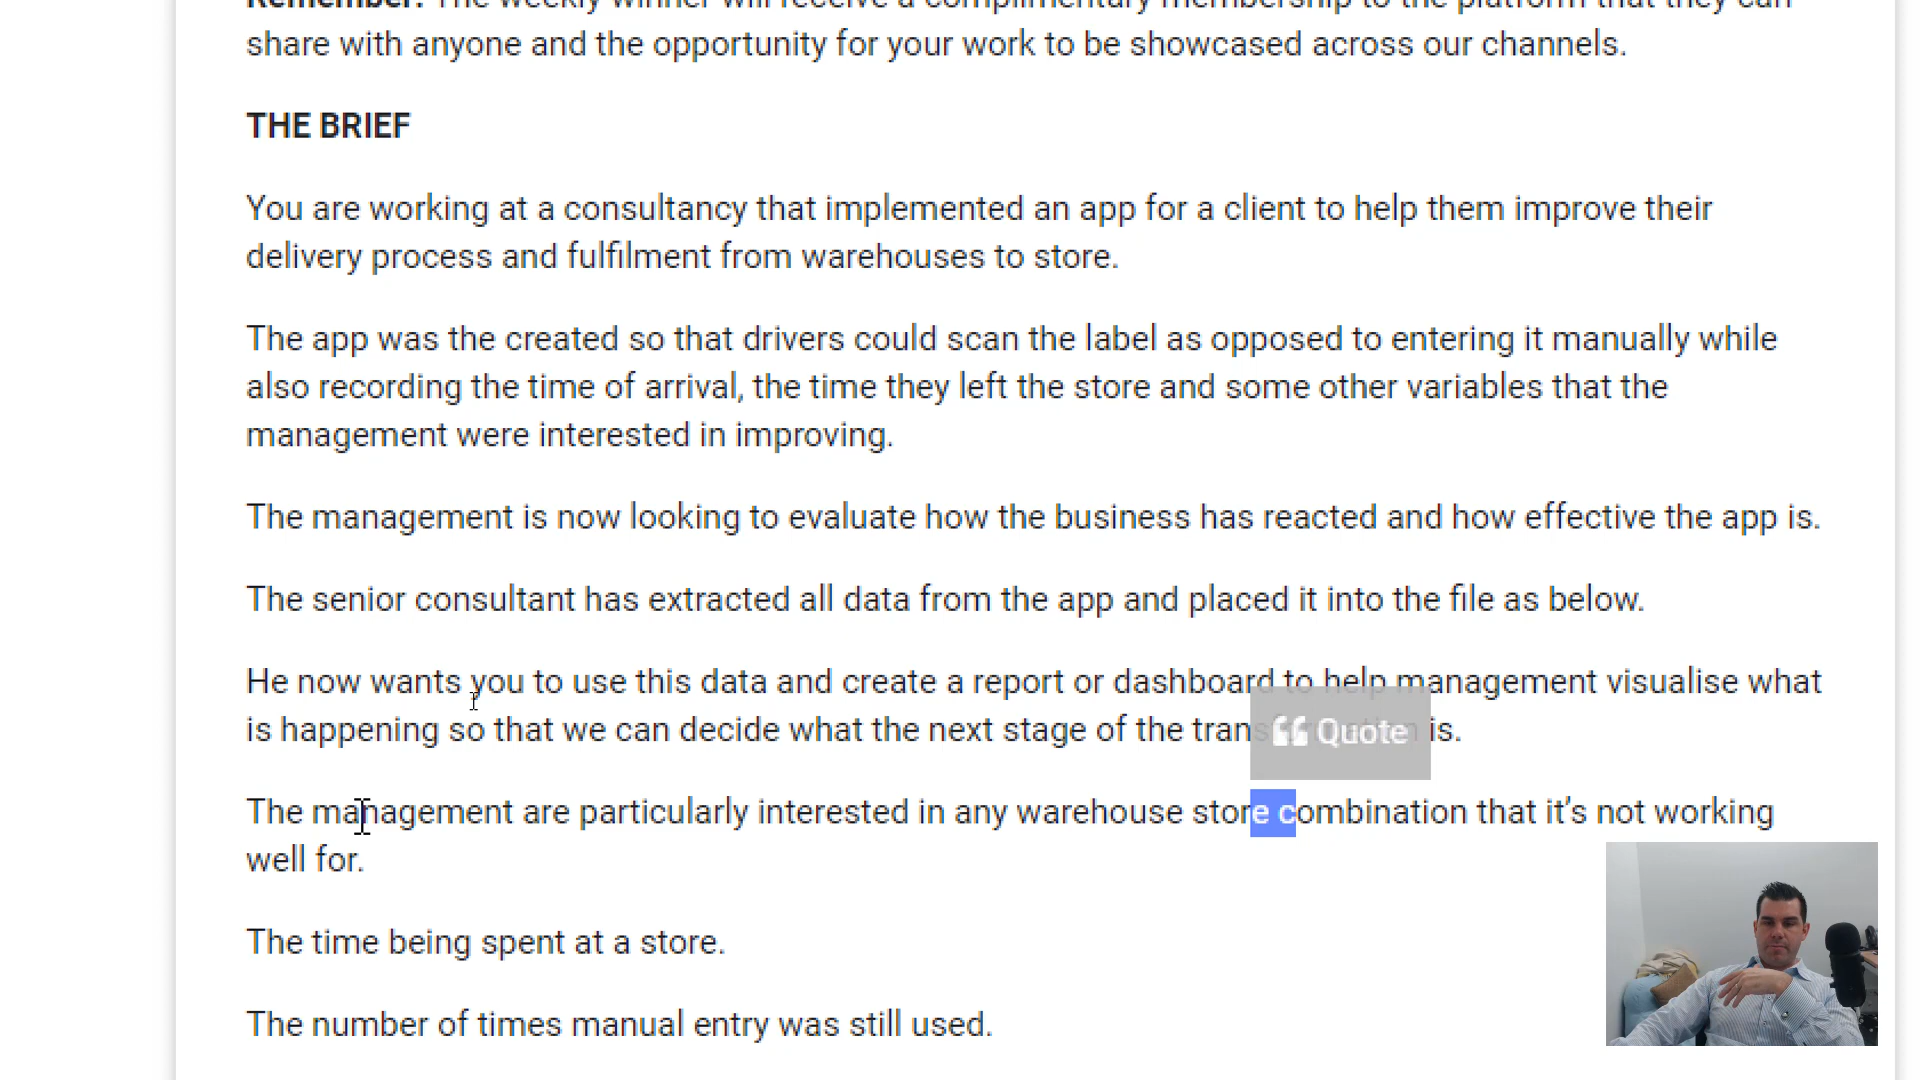 share with anyone and the opportunity for your work to be showcased across our channels.
THE BRIEF
You are working at a consultancy that implemented an app for a client to help them improve their
delivery process and fulfilment from warehouses to store.
The app was the created so that drivers could scan the label as opposed to entering it manually while
also recording the time of arrival, the time they left the store and some other variables that the
management were interested in improving.
The management is now looking to evaluate how the business has reacted and how effective the app is.
The senior consultant has extracted all data from the app and placed it into the file as below.
He now wants you to use this data and create a report or dashboard to help management visualise what
is happening so that we can decide what the next stage of the is.
Quote
The management are particularly interested in any warehouse store combination that it's not working
well for.
The time being spent at a store.
The number of times manual entry was still used.